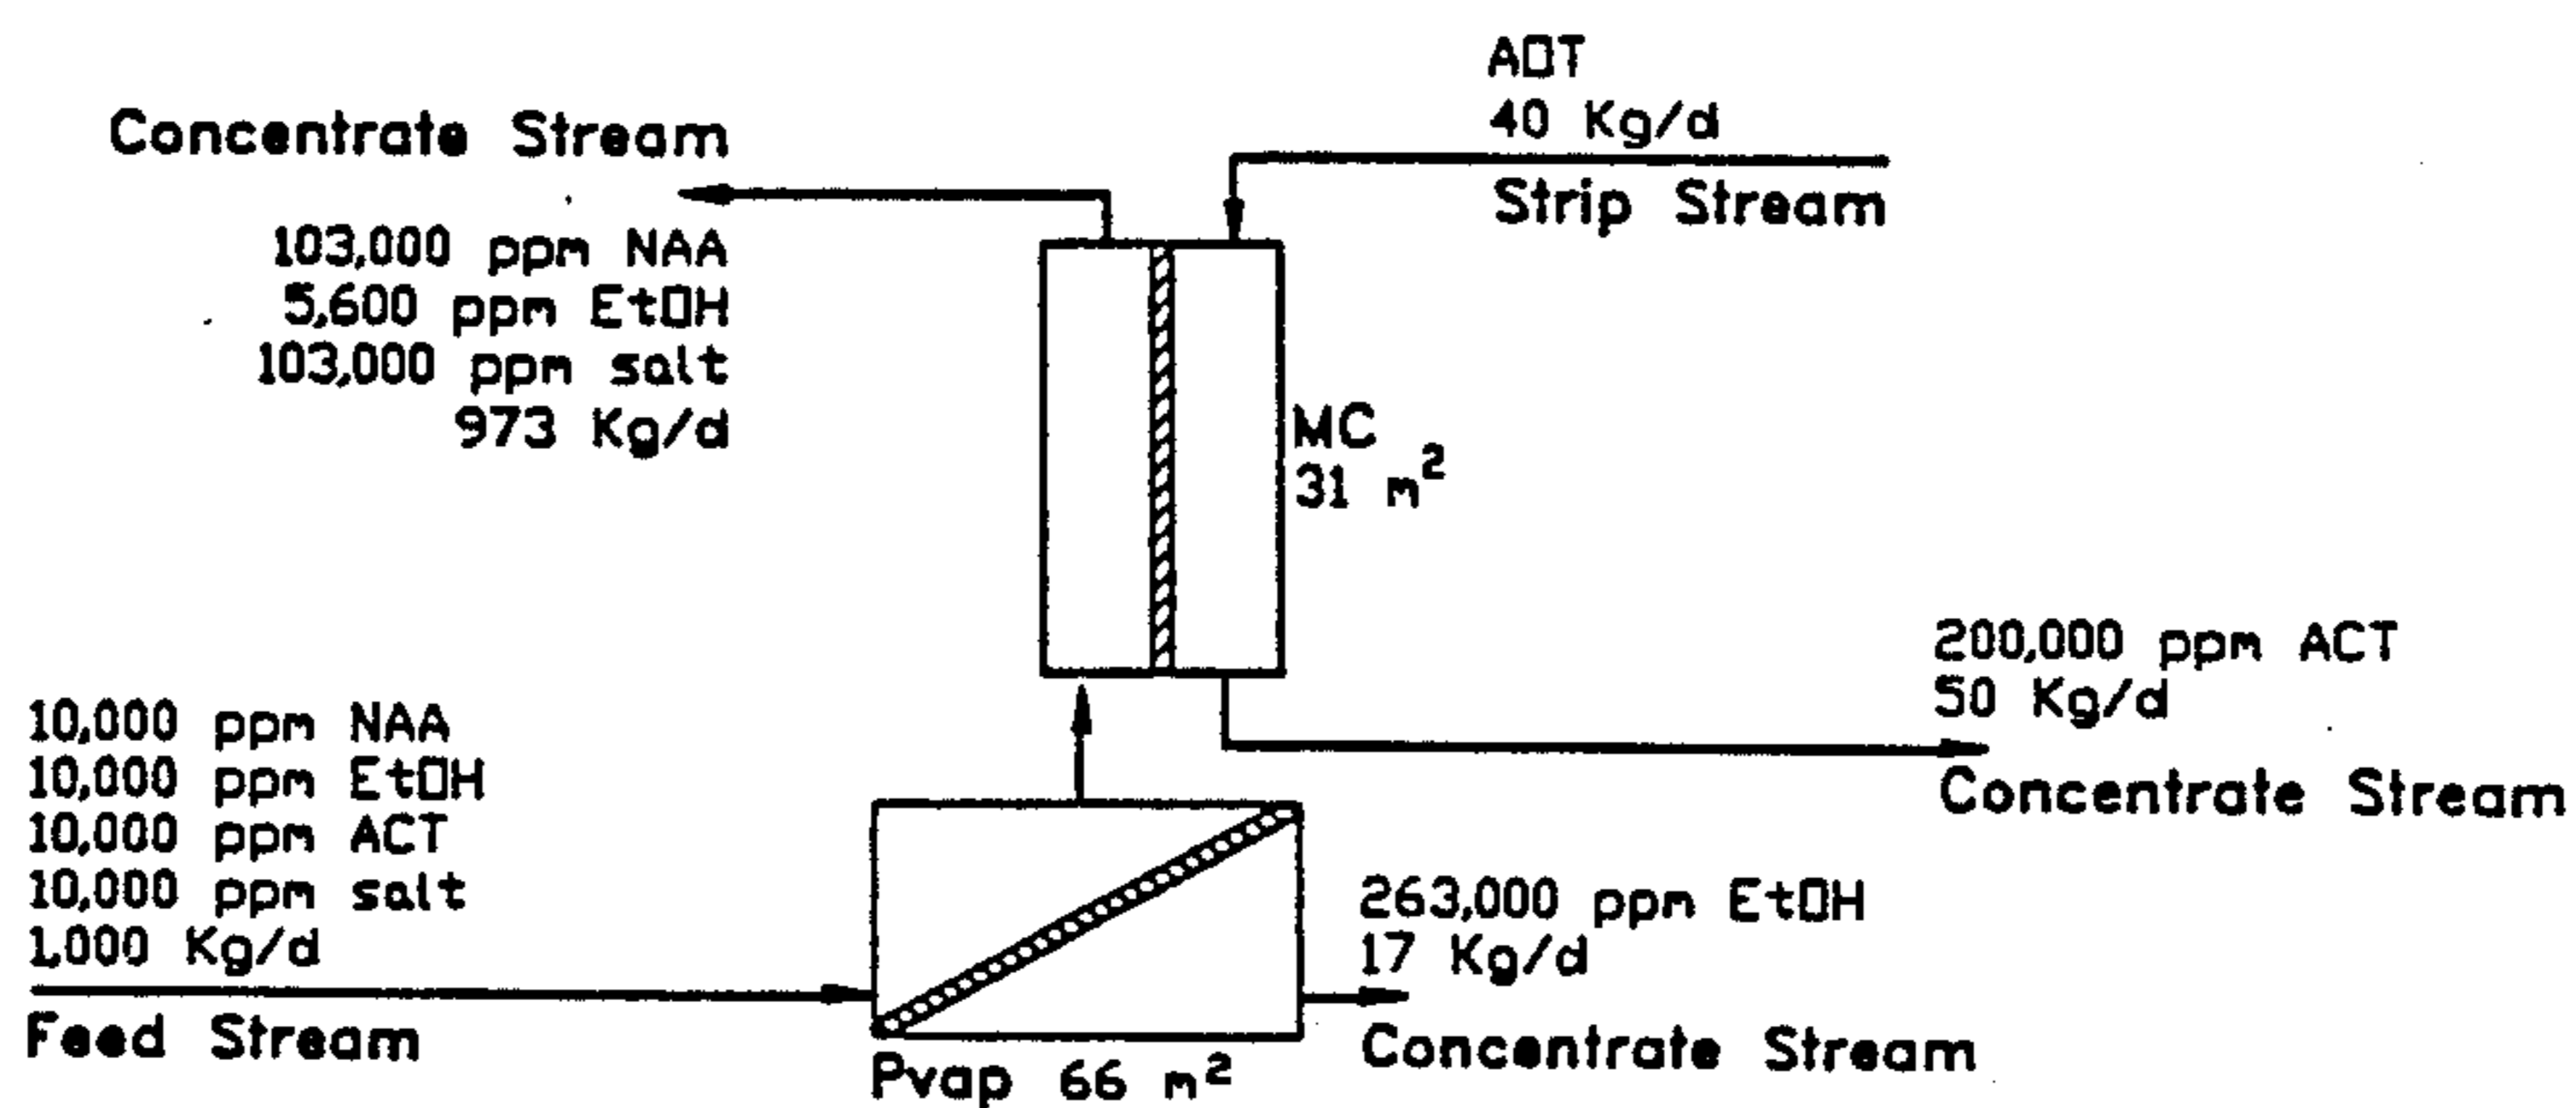 AOT
40 Kg/d
Strip Stream
Concentrate Stream
103,000 ppm NAA
5,600 ppm EtOH
103,000 ppm salt
973 Kg/d
MC
31 m²
200,000 ppm ACT
50 Kg/d
Concentrate Stream
10,000 ppm NAA
10,000 ppm EtOH
10,000 ppm ACT
10,000 ppm salt
1,000 Kg/d
Feed Stream
263,000 ppm EtOH
17 Kg/d
Concentrate Stream
Pvap 66 m²